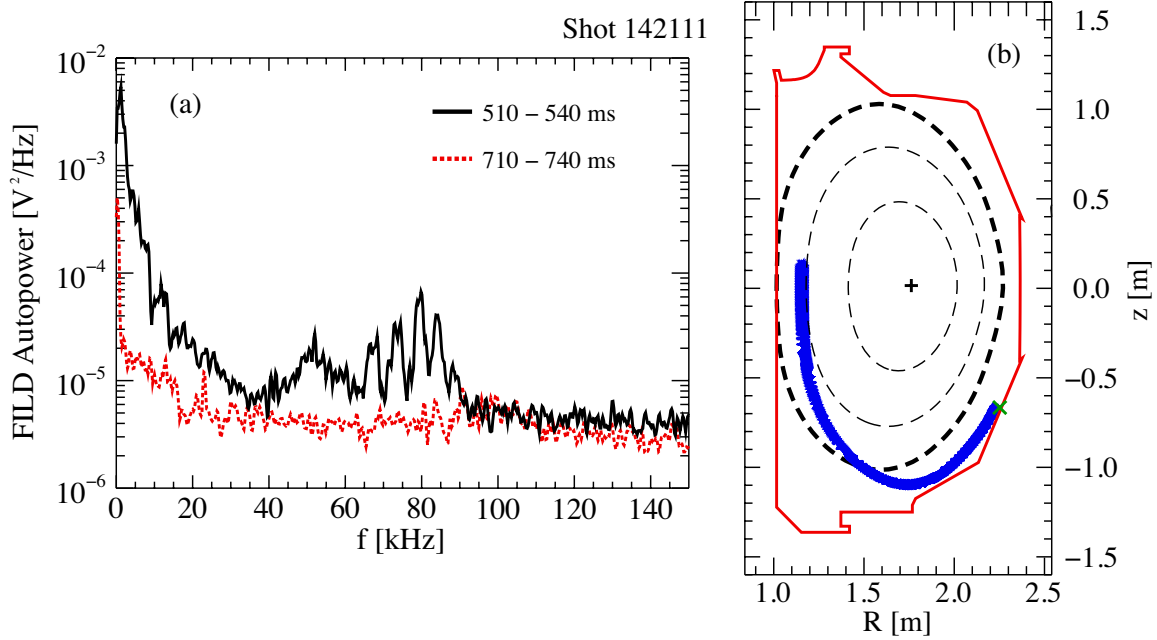 Shot 142111
(a)
510 − 540 ms
710 − 740 ms
FILD Autopower [V²/Hz]
10⁻²
10⁻³
10⁻⁴
10⁻⁵
10⁻⁶
0 20 40 60 80 100 120 140
f [kHz]
(b)
1.5
1.0
0.5
0.0
−0.5
−1.0
−1.5
z [m]
1.0 1.5 2.0 2.5
R [m]